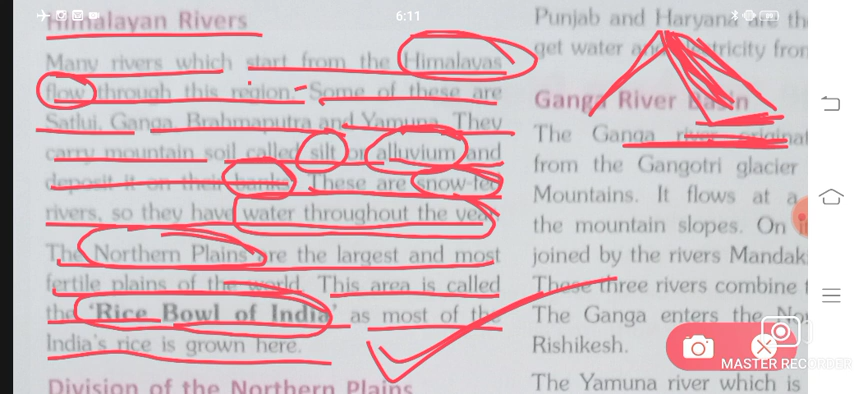 6:11
Himalayan Rivers
Many rivers which start from the Himalayas
flow through this region. Some of these are
Satlui, Ganga, Brahmaputra and Yamuna. They
carry mountain soil called silt or alluvium and
deposit it on their banks. These are snow-fed
rivers, so they have water throughout the year.
The Northern Plains are the largest and most
fertile plains of the world. This area is called
the 'Rice Bowl of India' as most of the
India's rice is grown here.
Division of the Northern Plains
Punjab and Haryana are th
get water and electricity fron
Ganga River Basin
The Ganga river originat
from the Gangotri glacier
Mountains. It flows at a
the mountain slopes. On it
joined by the rivers Mandak
These three rivers combine t
The Ganga enters the No
Rishikesh.
The Yamuna river which is
MASTER RECORDER